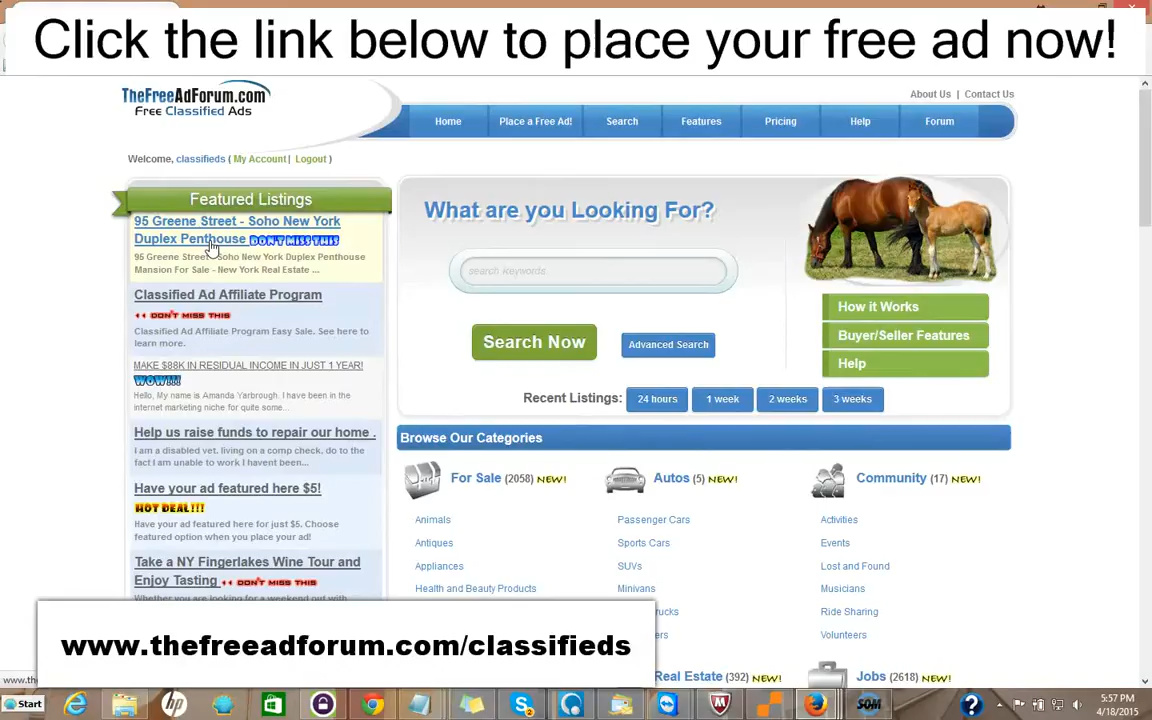 Click the link below to place your free ad now!
TheFreeAdForum.com
Free Classified Ads
About Us | Contact Us
Home Place a Free Ad! Search Features Pricing Help Forum
Welcome, classifieds ( My Account | Logout )
Featured Listings
95 Greene Street - Soho New York
Duplex Penthouse DON'T MISS THIS
95 Greene Street - Soho New York Duplex Penthouse
Mansion For Sale - New York Real Estate ...
Classified Ad Affiliate Program
DON'T MISS THIS
Classified Ad Affiliate Program Easy Sale. See here to
learn more.
MAKE $88K IN RESIDUAL INCOME IN JUST 1 YEAR!
WOW!!!
Hello, My name is Amanda Yarbrough. I have been in the
internet marketing niche for quite some...
Help us raise funds to repair our home .
I am a disabled vet. living on a comp check. do to the
fact I am unable to work I havent been...
Have your ad featured here $5!
HOT DEAL!!!
Have your ad featured here for just $5. Choose
featured option when you place your ad!
Take a NY Fingerlakes Wine Tour and
Enjoy Tasting DON'T MISS THIS
Whether you are looking for a weekend out with
What are you Looking For?
search keywords
Search Now
Advanced Search
How it Works
Buyer/Seller Features
Help
Recent Listings: 24 hours 1 week 2 weeks 3 weeks
Browse Our Categories
For Sale (2058) NEW!
Animals
Antiques
Appliances
Health and Beauty Products
Autos (5) NEW!
Passenger Cars
Sports Cars
SUVs
Minivans
Community (17) NEW!
Activities
Events
Lost and Found
Musicians
Ride Sharing
Volunteers
Real Estate (392) NEW!
Jobs (2618) NEW!
www.thefreeadforum.com/classifieds
Start
5:57 PM
4/18/2015